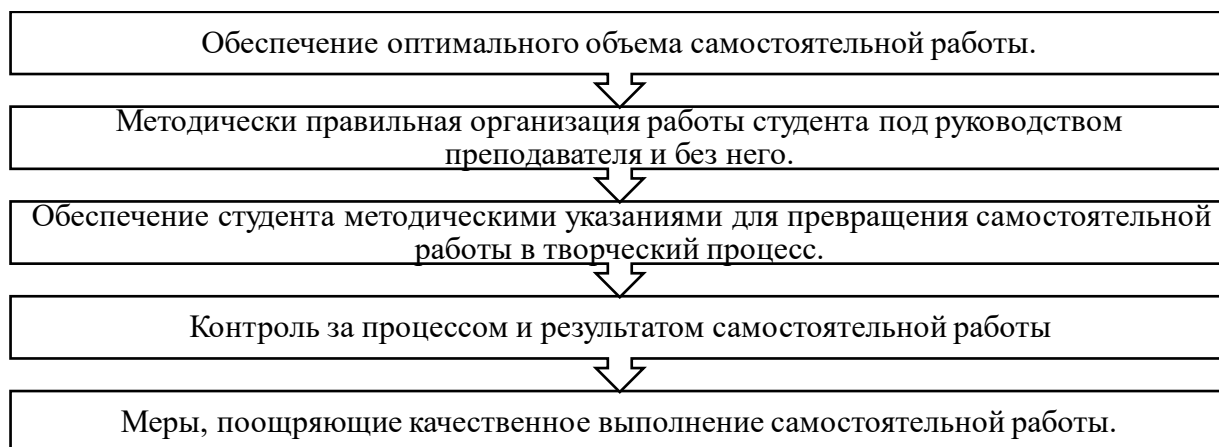 Обеспечение оптимального объема самостоятельной работы.
Методически правильная организация работы студента под руководством
преподавателя и без него.
Обеспечение студента методическими указаниями для превращения самостоятельной
работы в творческий процесс.
Контроль за процессом и результатом самостоятельной работы
Меры, поощряющие качественное выполнение самостоятельной работы.